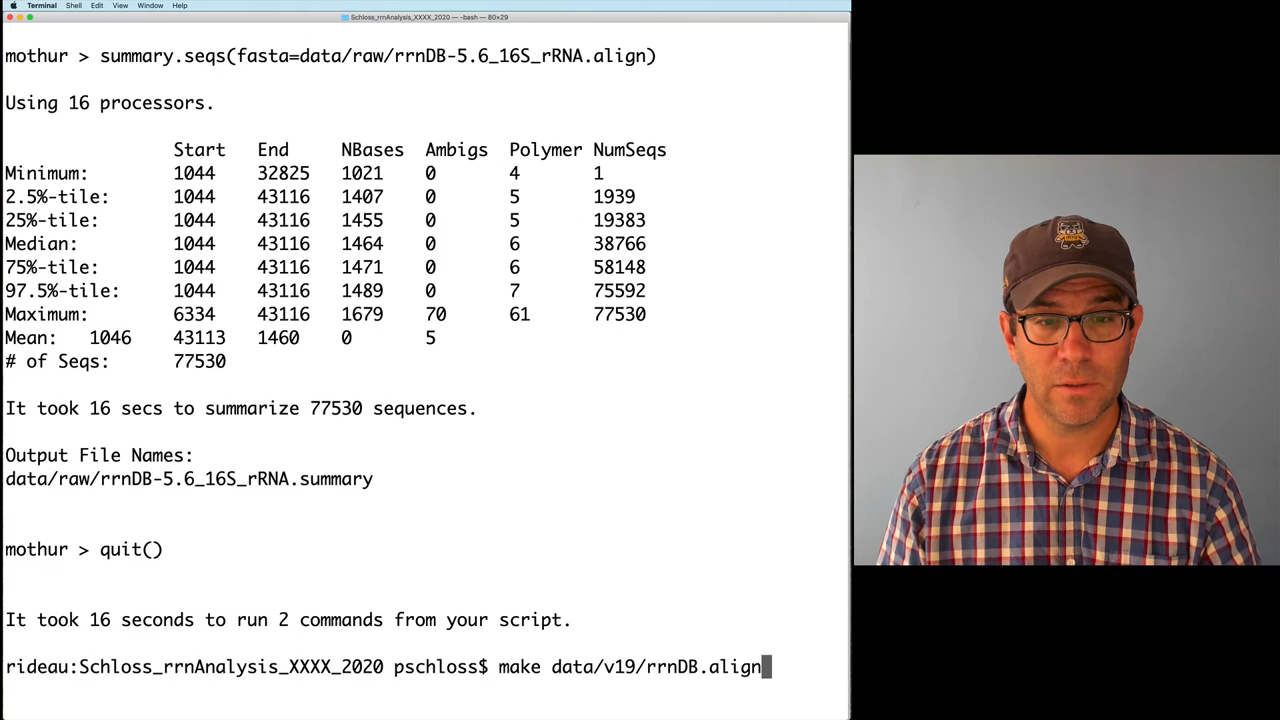 Terminal Shell Edit View Window Help
Schloss_rrnAnalysis_XXXX_2020 — -bash — 80×29
mothur > summary.seqs(fasta=data/raw/rrnDB-5.6_16S_rRNA.align)
Using 16 processors.
Start End NBases Ambigs Polymer NumSeqs
Minimum: 1044 32825 1021 0 4 1
2.5%-tile: 1044 43116 1407 0 5 1939
25%-tile: 1044 43116 1455 0 5 19383
Median: 1044 43116 1464 0 6 38766
75%-tile: 1044 43116 1471 0 6 58148
97.5%-tile: 1044 43116 1489 0 7 75592
Maximum: 6334 43116 1679 70 61 77530
Mean: 1046 43113 1460 0 5
# of Seqs: 77530
It took 16 secs to summarize 77530 sequences.
Output File Names:
data/raw/rrnDB-5.6_16S_rRNA.summary
mothur > quit()
It took 16 seconds to run 2 commands from your script.
rideau:Schloss_rrnAnalysis_XXXX_2020 pschloss$ make data/v19/rrnDB.align